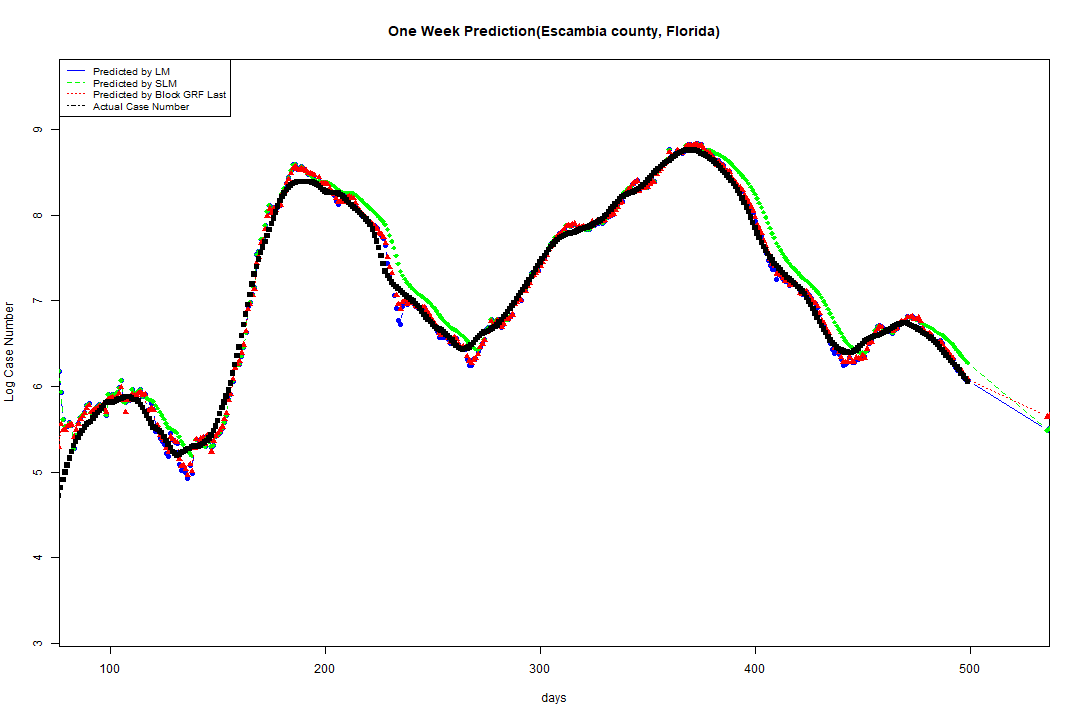 One Week Prediction(Escambia county, Florida)
Predicted by LM
Predicted by SLM
Predicted by Block GRF Last
Actual Case Number
Log Case Number
9
8
7
6
5
4
3
100 200 300 400 500
days